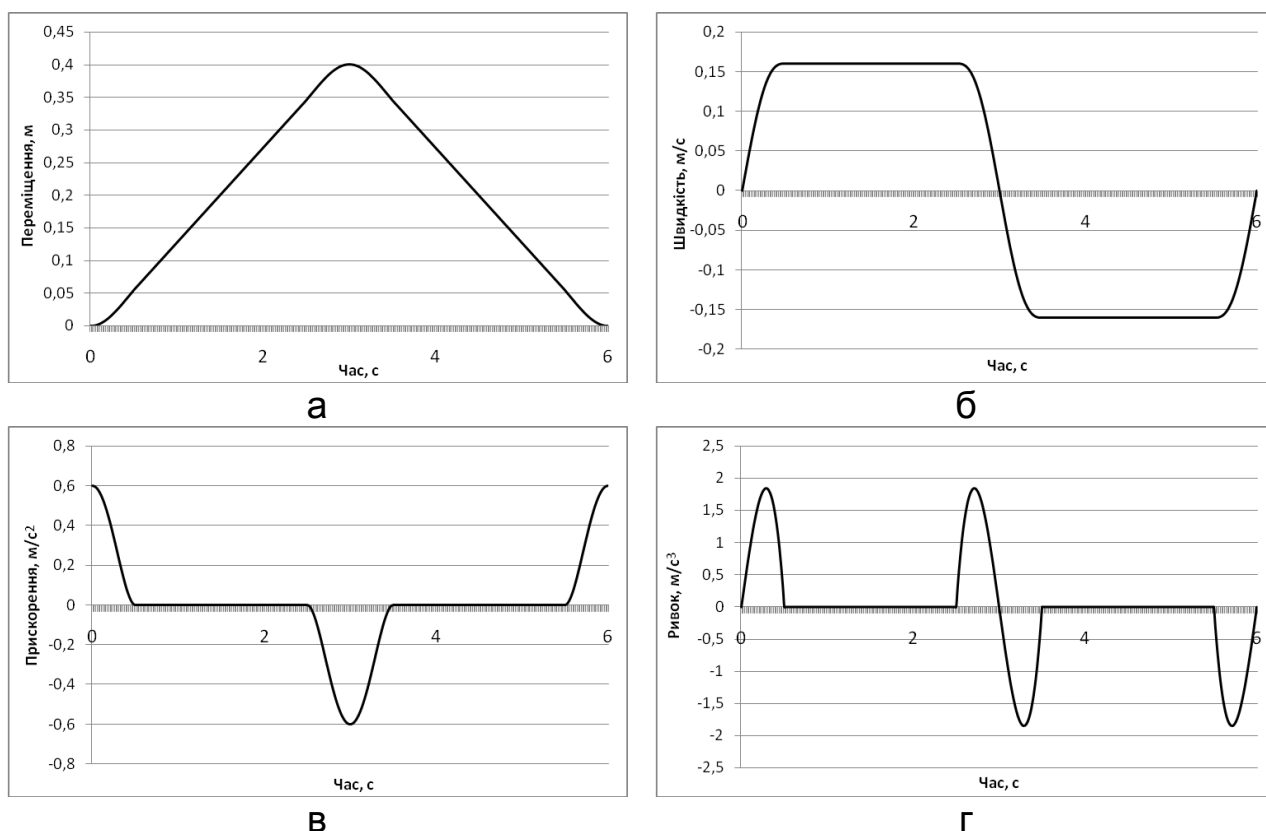 0,45
0,4
0,35
0,3
0,25
0,2
0,15
0,1
0,05
0
Переміщення, м
0 2 4 6
Час, с
а
0,2
0,15
0,1
0,05
0
-0,05
-0,1
-0,15
-0,2
Швидкість, м/с
0 2 4 6
Час, с
б
0,8
0,6
0,4
0,2
0
-0,2
-0,4
-0,6
-0,8
Прискорення, м/с²
0 2 4 6
Час, с
в
2,5
2
1,5
1
0,5
0
-0,5
-1
-1,5
-2
-2,5
Ривок, м/с³
0 2 4 6
Час, с
г